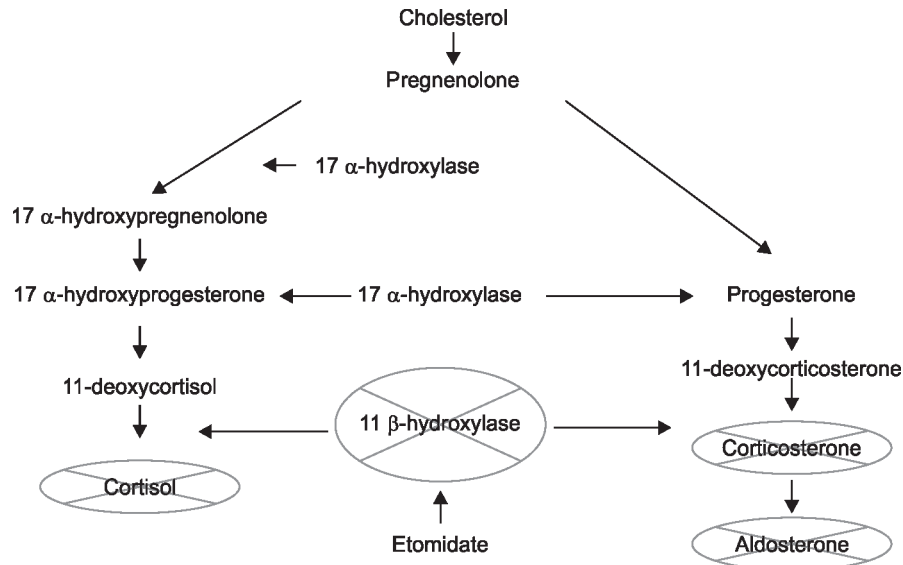 Cholesterol
Pregnenolone
17 α-hydroxylase
17 α-hydroxypregnenolone
17 α-hydroxyprogesterone
17 α-hydroxylase
Progesterone
11-deoxycortisol
11-deoxycorticosterone
11 β-hydroxylase
Corticosterone
Cortisol
Etomidate
Aldosterone